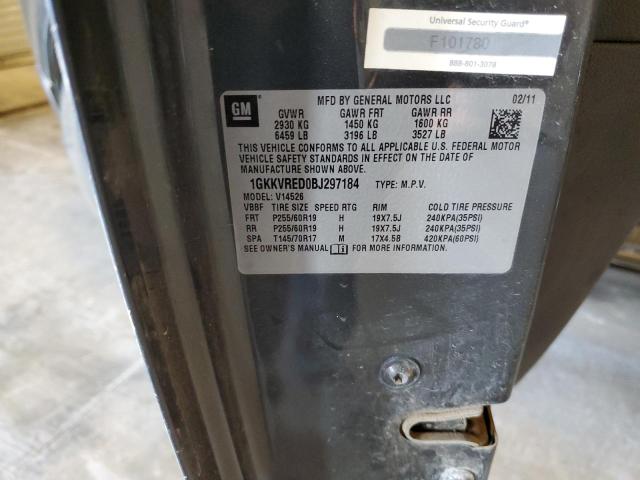 Universal Security Guard®
F101780
888-801-3078
GM
MFD BY GENERAL MOTORS LLC 02/11
GVWR GAWR FRT GAWR RR
2930 KG 1450 KG 1600 KG
6459 LB 3196 LB 3527 LB
THIS VEHICLE CONFORMS TO ALL APPLICABLE U.S. FEDERAL MOTOR
VEHICLE SAFETY STANDARDS IN EFFECT ON THE DATE OF
MANUFACTURE SHOWN ABOVE.
1GKKVRED0BJ297184 TYPE: M.P.V.
MODEL: V14526
VBBF TIRE SIZE SPEED RTG RIM COLD TIRE PRESSURE
FRT P255/60R19 H 19X7.5J 240KPA(35PSI)
RR P255/60R19 H 19X7.5J 240KPA(35PSI)
SPA T145/70R17 M 17X4.5B 420KPA(60PSI)
SEE OWNER'S MANUAL FOR MORE INFORMATION.